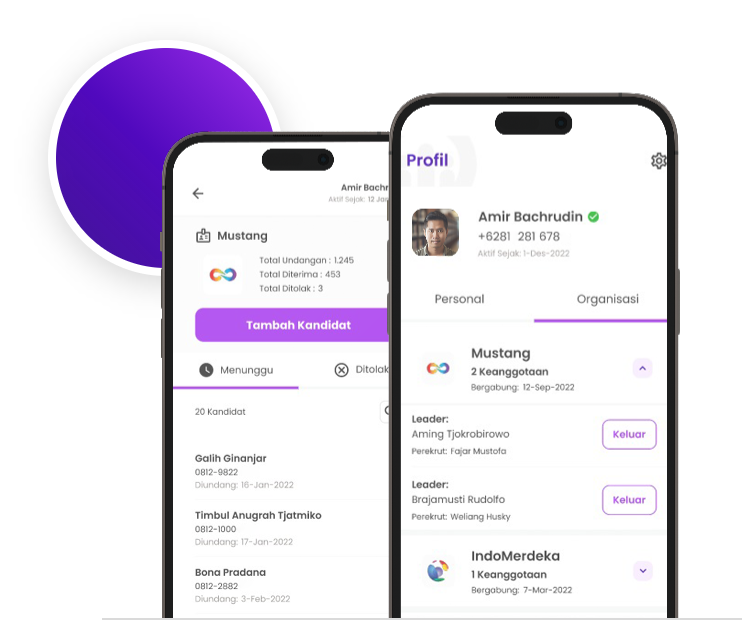 Amir Bachr
Aktif Sejak: 12 Jan
Mustang
Total Undangan : 1.245
Total Diterima : 453
Total Ditolak : 3
Tambah Kandidat
Menunggu
Ditolak
20 Kandidat
Galih Ginanjar
0812-9822
Diundang: 16-Jan-2022
Timbul Anugrah Tjatmiko
0812-1000
Diundang: 17-Jan-2022
Bona Pradana
0812-2882
Diundang: 3-Feb-2022
Profil
Amir Bachrudin
+6281 281 678
Aktif Sejak: 1-Des-2022
Personal
Organisasi
Mustang
2 Keanggotaan
Bergabung: 12-Sep-2022
Leader:
Aming Tjokrobirowo
Perekrut: Fajar Mustofa
Keluar
Leader:
Brajamusti Rudolfo
Perekrut: Weliang Husky
Keluar
IndoMerdeka
1 Keanggotaan
Bergabung: 7-Mar-2022